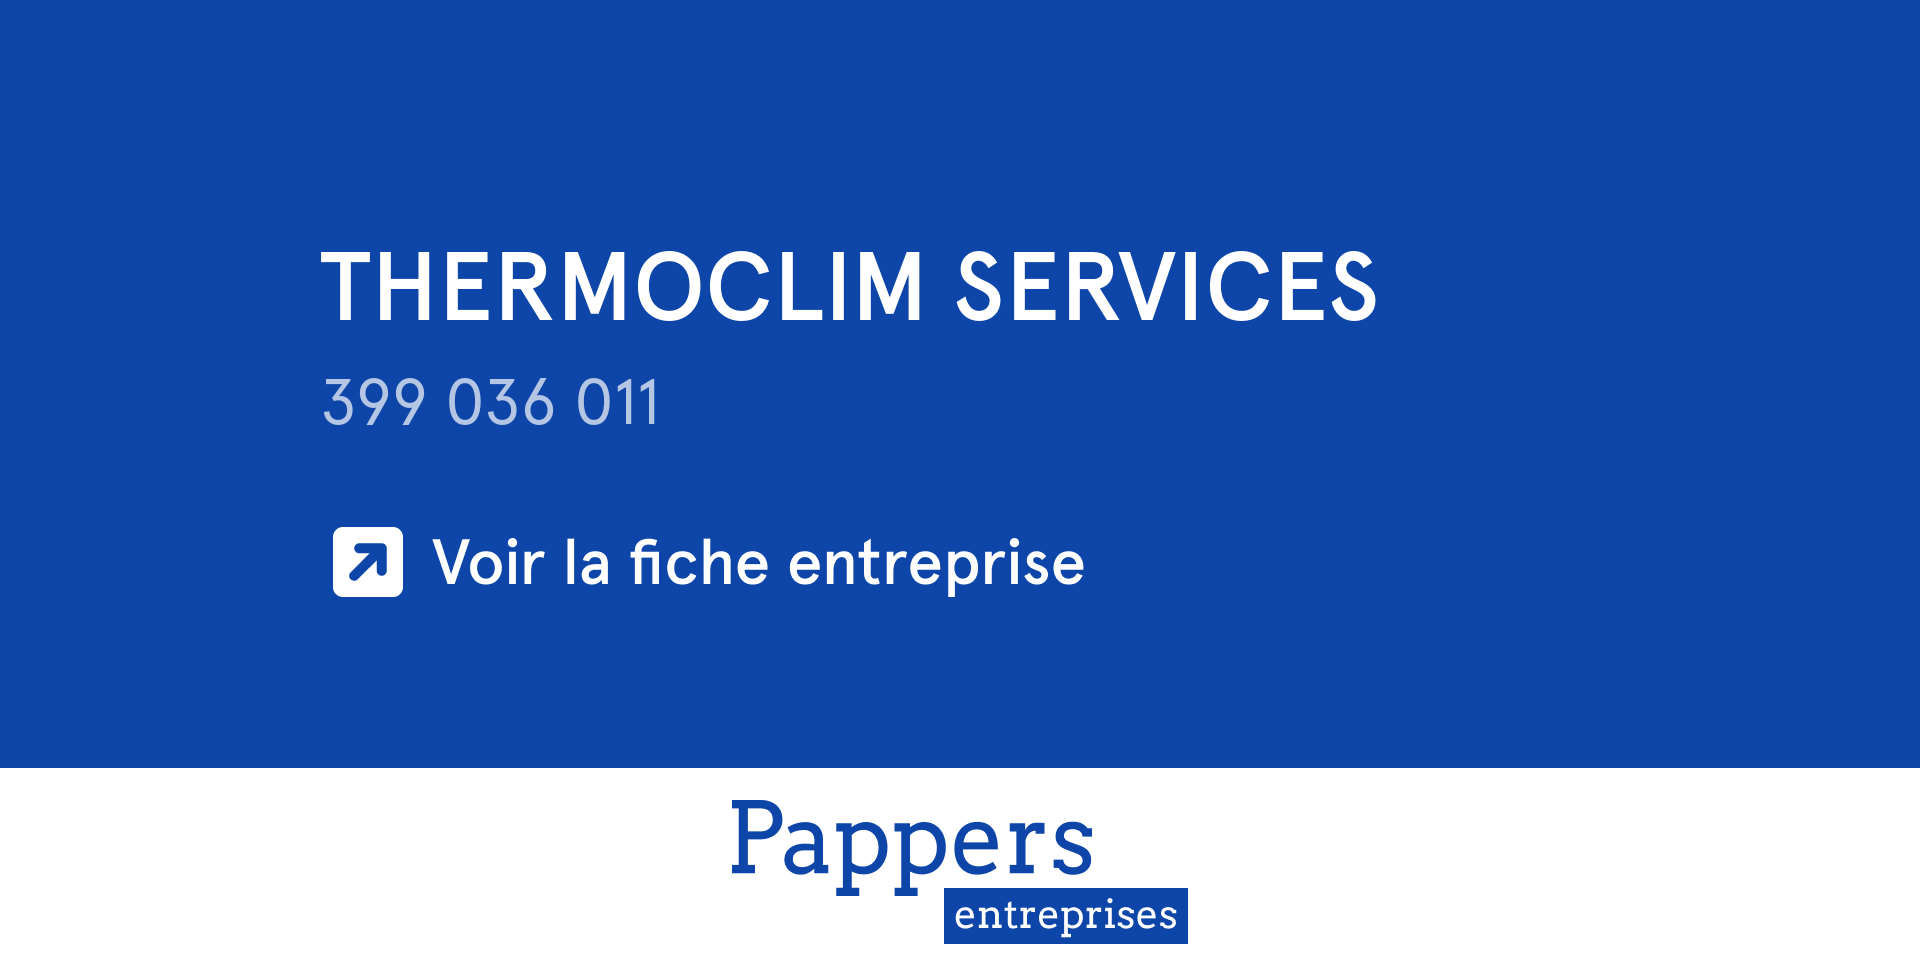 THERMOCLIM SERVICES
399 036 011
Voir la fiche entreprise
Pappers
entreprises